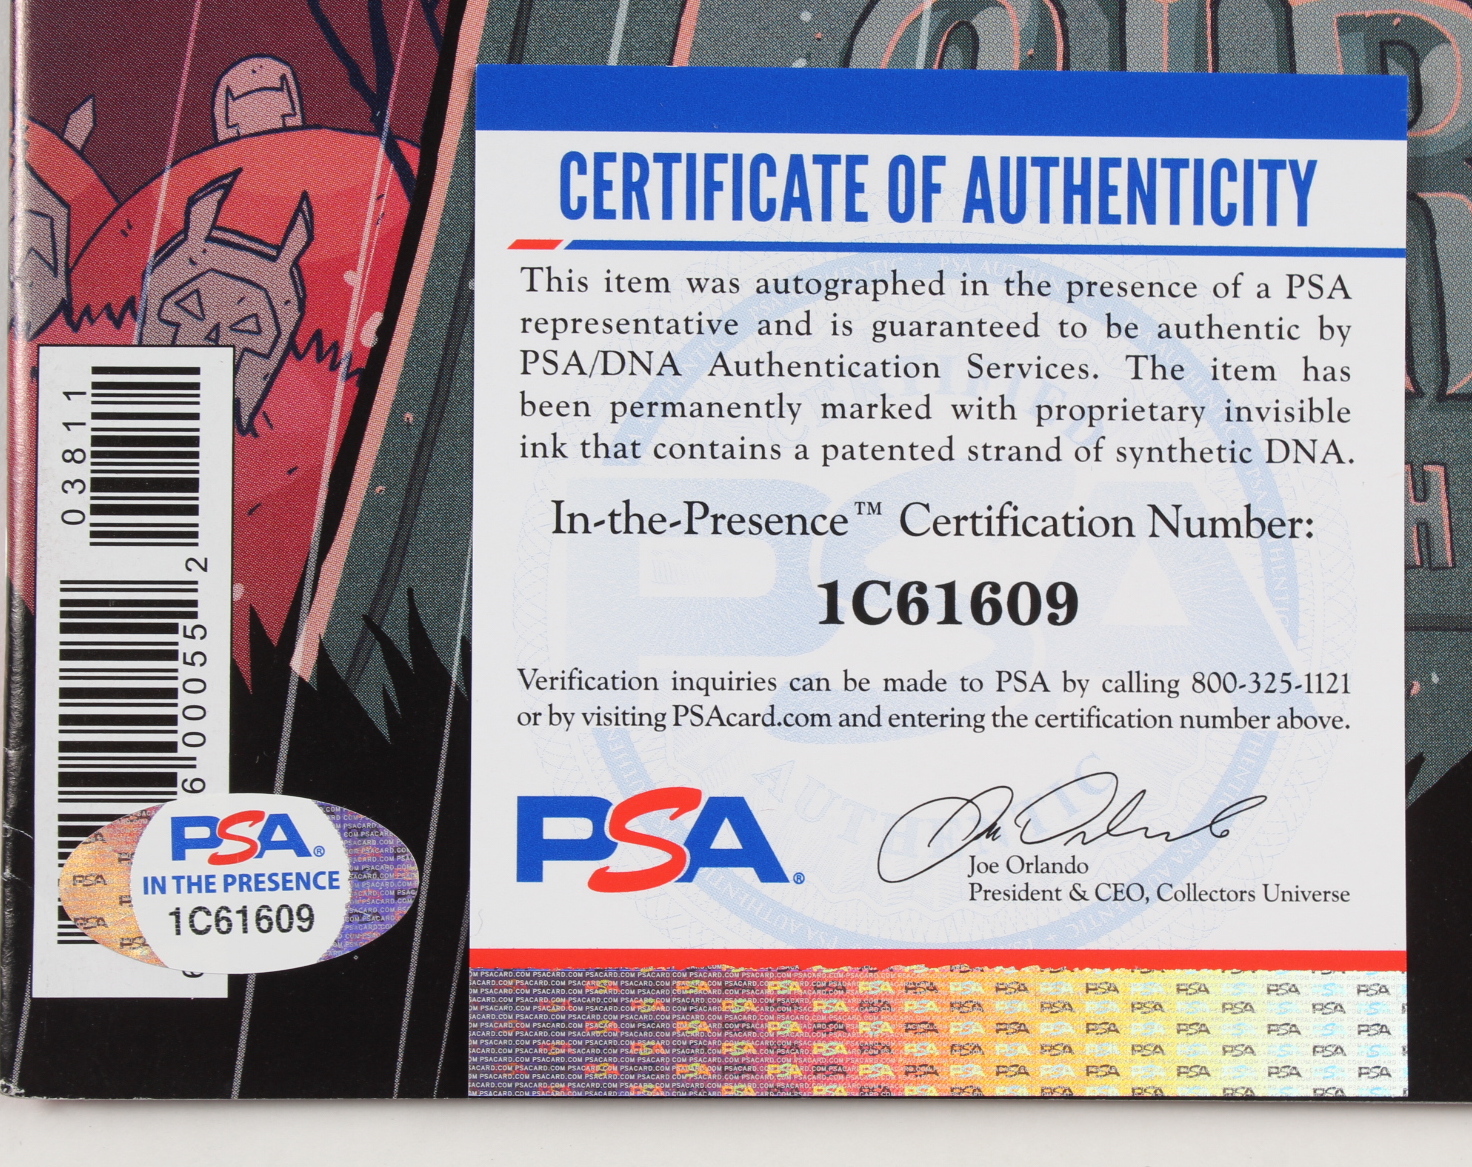 CERTIFICATE OF AUTHENTICITY
This item was autographed in the presence of a PSA
representative and is guaranteed to be authentic by
PSA/DNA Authentication Services. The item has
been permanently marked with proprietary invisible
ink that contains a patented strand of synthetic DNA.
In-the-Presence™ Certification Number:
1C61609
Verification inquiries can be made to PSA by calling 800-325-1121
or by visiting PSAcard.com and entering the certification number above.
PSA®
Joe Orlando
President & CEO, Collectors Universe
03811
6 00055 2
PSA®
IN THE PRESENCE
1C61609